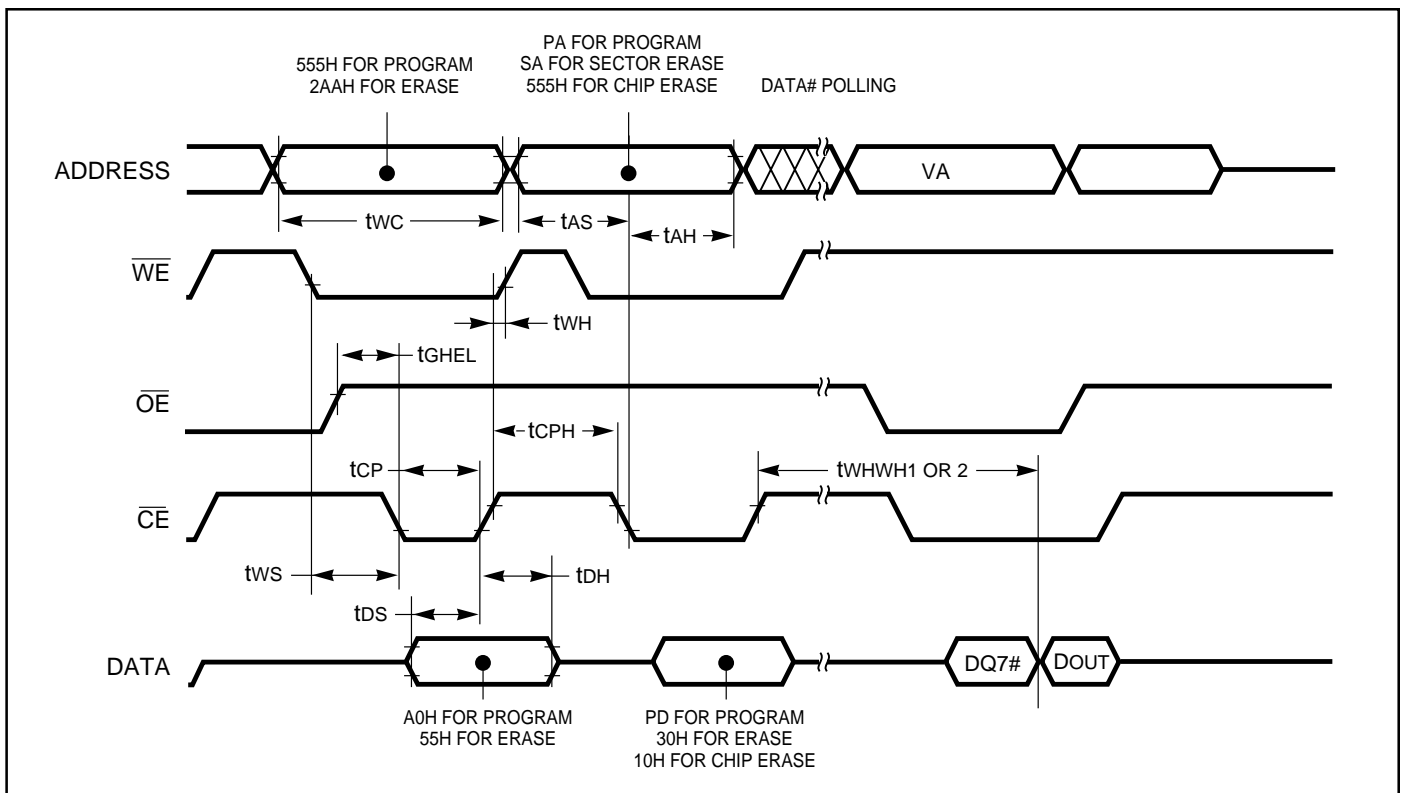 555H FOR PROGRAM
2AAH FOR ERASE
PA FOR PROGRAM
SA FOR SECTOR ERASE
555H FOR CHIP ERASE
DATA# POLLING
ADDRESS
VA
tWC
tAS
tAH
WE
tWH
tGHEL
OE
tCPH
tCP
tWHWH1 OR 2
CE
tWS
tDH
tDS
DATA
DQ7#
DOUT
A0H FOR PROGRAM
55H FOR ERASE
PD FOR PROGRAM
30H FOR ERASE
10H FOR CHIP ERASE